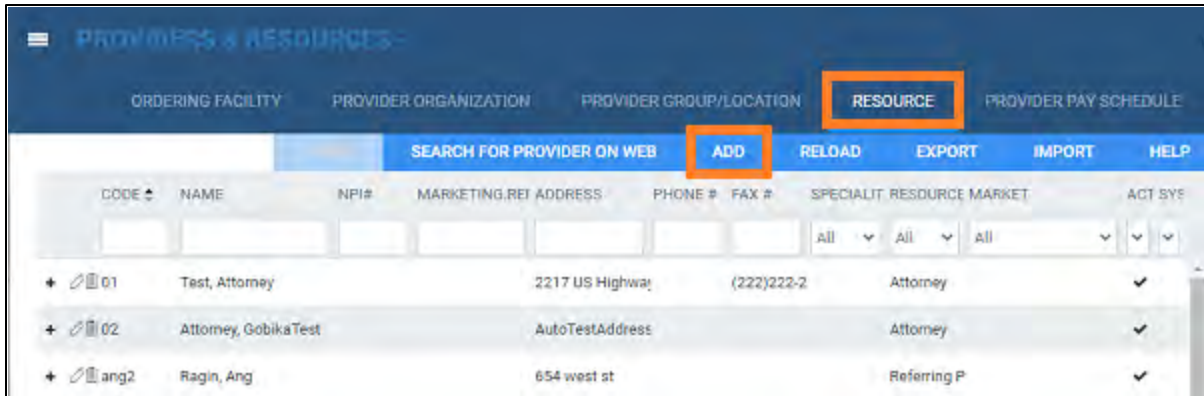 PROVIDERS & RESOURCES
ORDERING FACILITY PROVIDER ORGANIZATION PROVIDER GROUP/LOCATION RESOURCE PROVIDER PAY SCHEDULE
SEARCH FOR PROVIDER ON WEB ADD RELOAD EXPORT IMPORT HELP
CODE NAME NPI# MARKETING.REI ADDRESS PHONE # FAX # SPECIALIT RESOURCE MARKET ACT SYS
All All All
01 Test, Attorney 2217 US Highway (222)222-2 Attorney
02 Attorney, GobikaTest AutoTestAddress Attorney
ang2 Ragin, Ang 654 west st Referring P